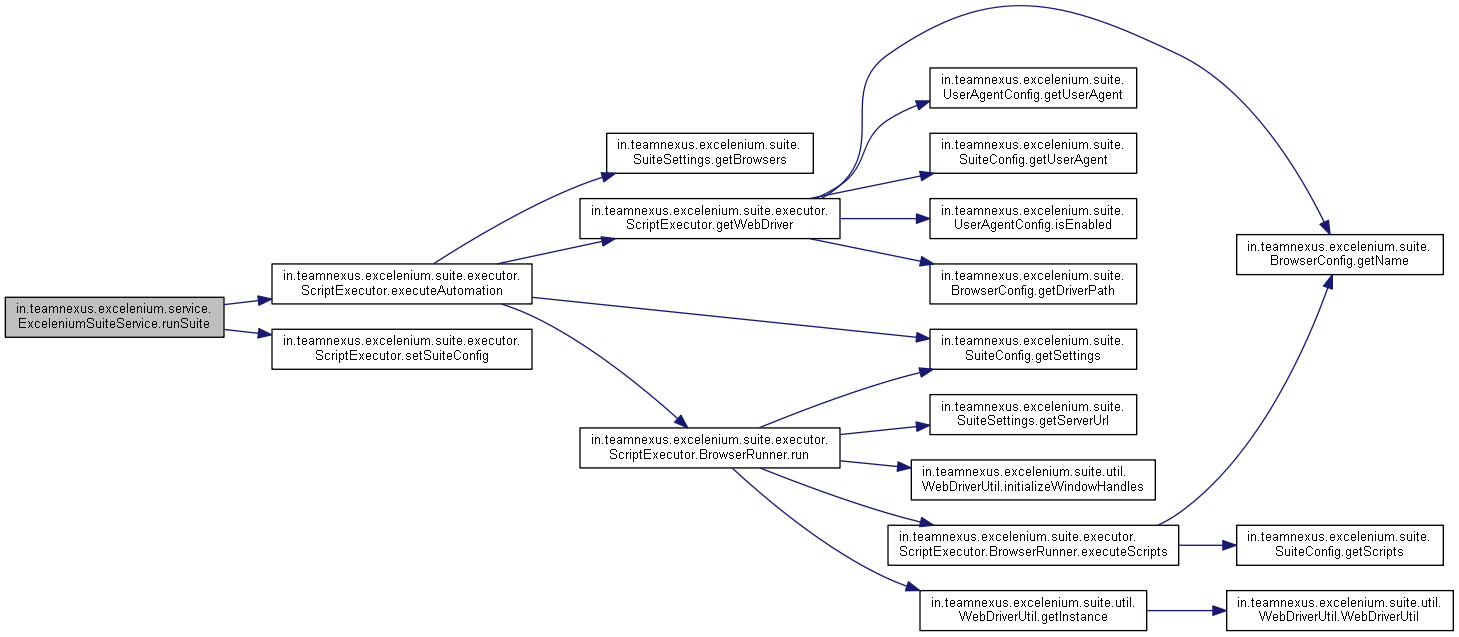 in.teamnexus.excelenium.service.
ExceleniumSuiteService.runSuite
in.teamnexus.excelenium.suite.executor.
ScriptExecutor.executeAutomation
in.teamnexus.excelenium.suite.executor.
ScriptExecutor.setSuiteConfig
in.teamnexus.excelenium.suite.
SuiteSettings.getBrowsers
in.teamnexus.excelenium.suite.executor.
ScriptExecutor.getWebDriver
in.teamnexus.excelenium.suite.executor.
ScriptExecutor.BrowserRunner.run
in.teamnexus.excelenium.suite.
UserAgentConfig.getUserAgent
in.teamnexus.excelenium.suite.
SuiteConfig.getUserAgent
in.teamnexus.excelenium.suite.
UserAgentConfig.isEnabled
in.teamnexus.excelenium.suite.
BrowserConfig.getDriverPath
in.teamnexus.excelenium.suite.
SuiteConfig.getSettings
in.teamnexus.excelenium.suite.
SuiteSettings.getServerUrl
in.teamnexus.excelenium.suite.util.
WebDriverUtil.initializeWindowHandles
in.teamnexus.excelenium.suite.executor.
ScriptExecutor.BrowserRunner.executeScripts
in.teamnexus.excelenium.suite.util.
WebDriverUtil.getInstance
in.teamnexus.excelenium.suite.
BrowserConfig.getName
in.teamnexus.excelenium.suite.
SuiteConfig.getScripts
in.teamnexus.excelenium.suite.util.
WebDriverUtil.WebDriverUtil